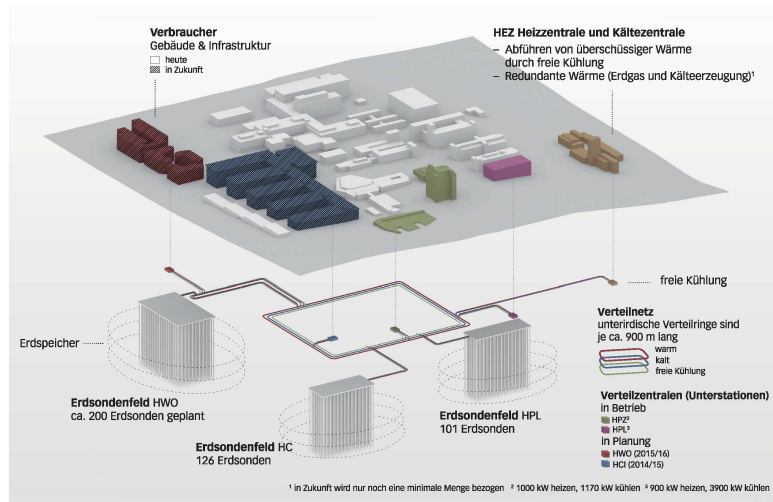 Verbraucher
Gebäude & Infrastruktur
heute
in Zukunft
HEZ Heizzentrale und Kältezentrale
– Abführen von überschüssiger Wärme
durch freie Kühlung
– Redundante Wärme (Erdgas und Kälteerzeugung)¹
freie Kühlung
Erdspeicher
Verteilnetz
unterirdische Verteilringe sind
je ca. 900 m lang
warm
kalt
freie Kühlung
Erdsondenfeld HWO
ca. 200 Erdsonden geplant
Erdsondenfeld HC
126 Erdsonden
Erdsondenfeld HPL
101 Erdsonden
Verteilzentralen (Unterstationen)
in Betrieb
HPZ²
HPL³
in Planung
HWO (2015/16)
HCI (2014/15)
¹ in Zukunft wird nur noch eine minimale Menge bezogen ² 1000 kW heizen, 1170 kW kühlen ³ 900 kW heizen, 3900 kW kühlen